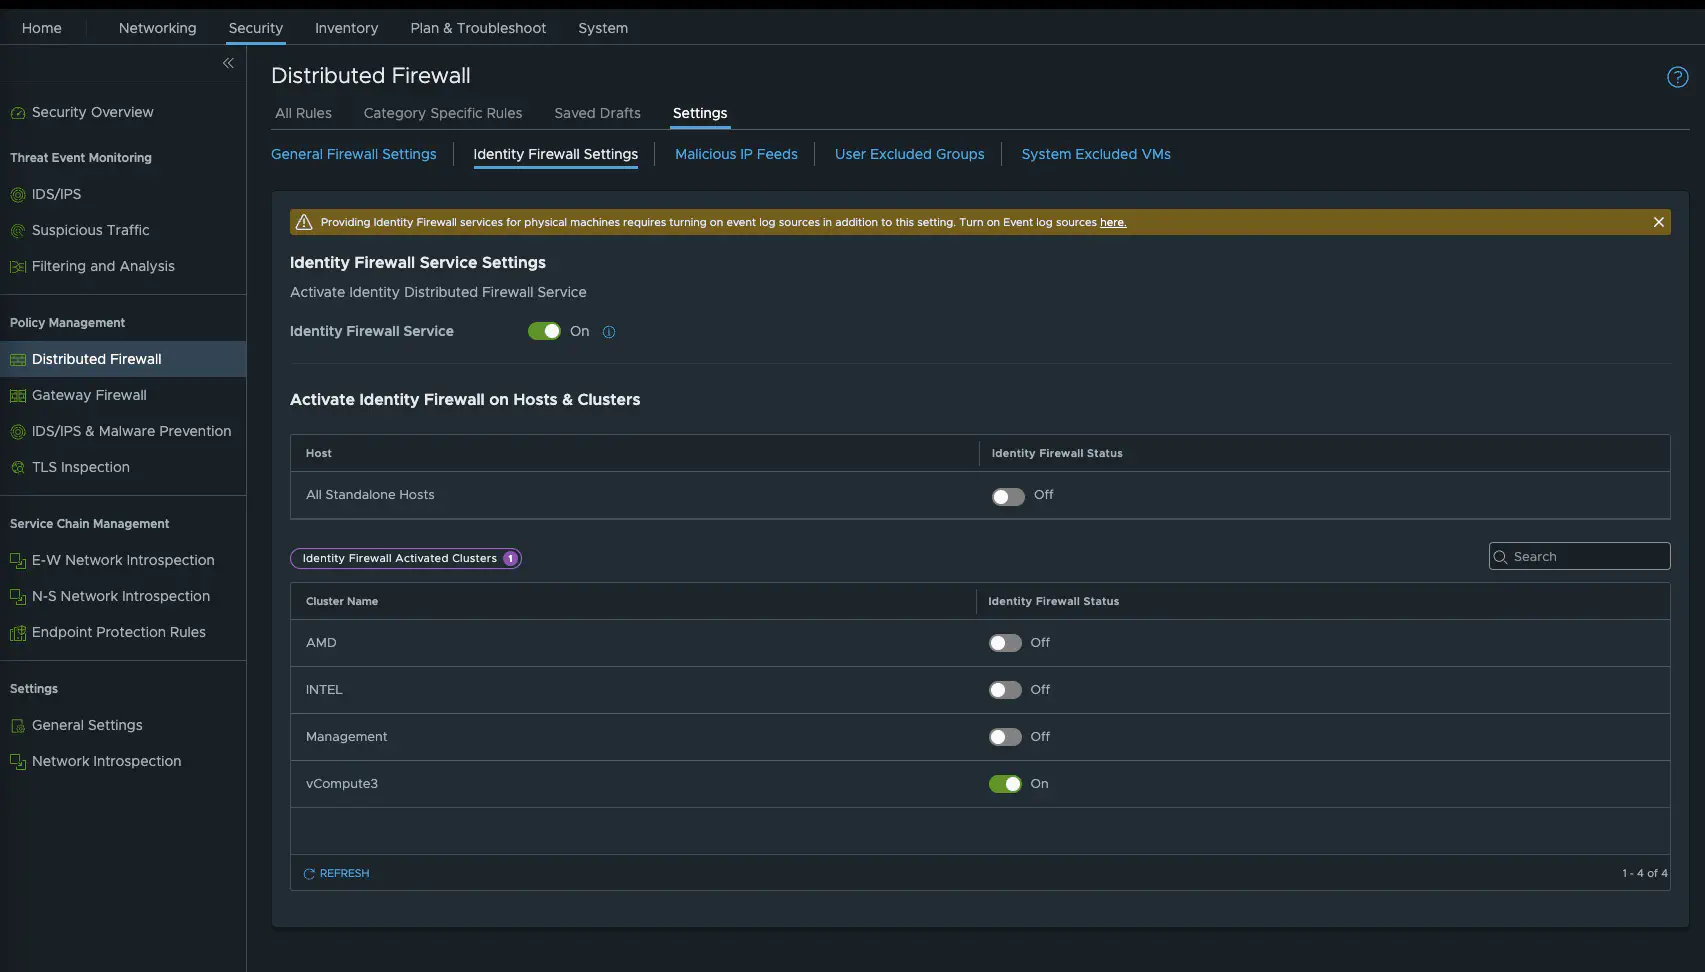 Home Networking Security Inventory Plan & Troubleshoot System
Security Overview
Threat Event Monitoring
IDS/IPS
Suspicious Traffic
Filtering and Analysis
Policy Management
Distributed Firewall
Gateway Firewall
IDS/IPS & Malware Prevention
TLS Inspection
Service Chain Management
E-W Network Introspection
N-S Network Introspection
Endpoint Protection Rules
Settings
General Settings
Network Introspection
Distributed Firewall
All Rules Category Specific Rules Saved Drafts Settings
General Firewall Settings Identity Firewall Settings Malicious IP Feeds User Excluded Groups System Excluded VMs
Providing Identity Firewall services for physical machines requires turning on event log sources in addition to this setting. Turn on Event log sources here.
Identity Firewall Service Settings
Activate Identity Distributed Firewall Service
Identity Firewall Service On
Activate Identity Firewall on Hosts & Clusters
Host Identity Firewall Status
All Standalone Hosts Off
Identity Firewall Activated Clusters 1 Search
Cluster Name Identity Firewall Status
AMD Off
INTEL Off
Management Off
vCompute3 On
REFRESH 1 - 4 of 4